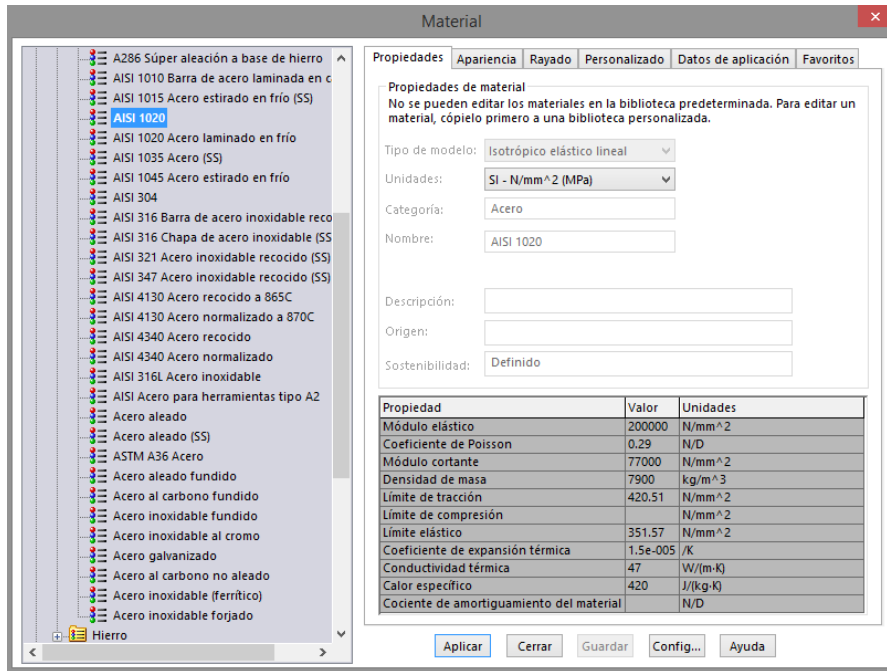 Material
A286 Súper aleación a base de hierro
AISI 1010 Barra de acero laminada en c
AISI 1015 Acero estirado en frío (SS)
AISI 1020
AISI 1020 Acero laminado en frío
AISI 1035 Acero (SS)
AISI 1045 Acero estirado en frío
AISI 304
AISI 316 Barra de acero inoxidable reco
AISI 316 Chapa de acero inoxidable (SS
AISI 321 Acero inoxidable recocido (SS)
AISI 347 Acero inoxidable recocido (SS)
AISI 4130 Acero recocido a 865C
AISI 4130 Acero normalizado a 870C
AISI 4340 Acero recocido
AISI 4340 Acero normalizado
AISI 316L Acero inoxidable
AISI Acero para herramientas tipo A2
Acero aleado
Acero aleado (SS)
ASTM A36 Acero
Acero aleado fundido
Acero al carbono fundido
Acero inoxidable fundido
Acero inoxidable al cromo
Acero galvanizado
Acero al carbono no aleado
Acero inoxidable (ferrítico)
Acero inoxidable forjado
Hierro
Propiedades Apariencia Rayado Personalizado Datos de aplicación Favoritos
Propiedades de material
No se pueden editar los materiales en la biblioteca predeterminada. Para editar un
material, cópielo primero a una biblioteca personalizada.
Tipo de modelo: Isotrópico elástico lineal
Unidades: SI - N/mm^2 (MPa)
Categoría: Acero
Nombre: AISI 1020
Descripción:
Origen:
Sostenibilidad: Definido
Propiedad Valor Unidades
Módulo elástico 200000 N/mm^2
Coeficiente de Poisson 0.29 N/D
Módulo cortante 77000 N/mm^2
Densidad de masa 7900 kg/m^3
Límite de tracción 420.51 N/mm^2
Límite de compresión N/mm^2
Límite elástico 351.57 N/mm^2
Coeficiente de expansión térmica 1.5e-005 /K
Conductividad térmica 47 W/(m·K)
Calor específico 420 J/(kg·K)
Cociente de amortiguamiento del material N/D
Aplicar Cerrar Guardar Config... Ayuda